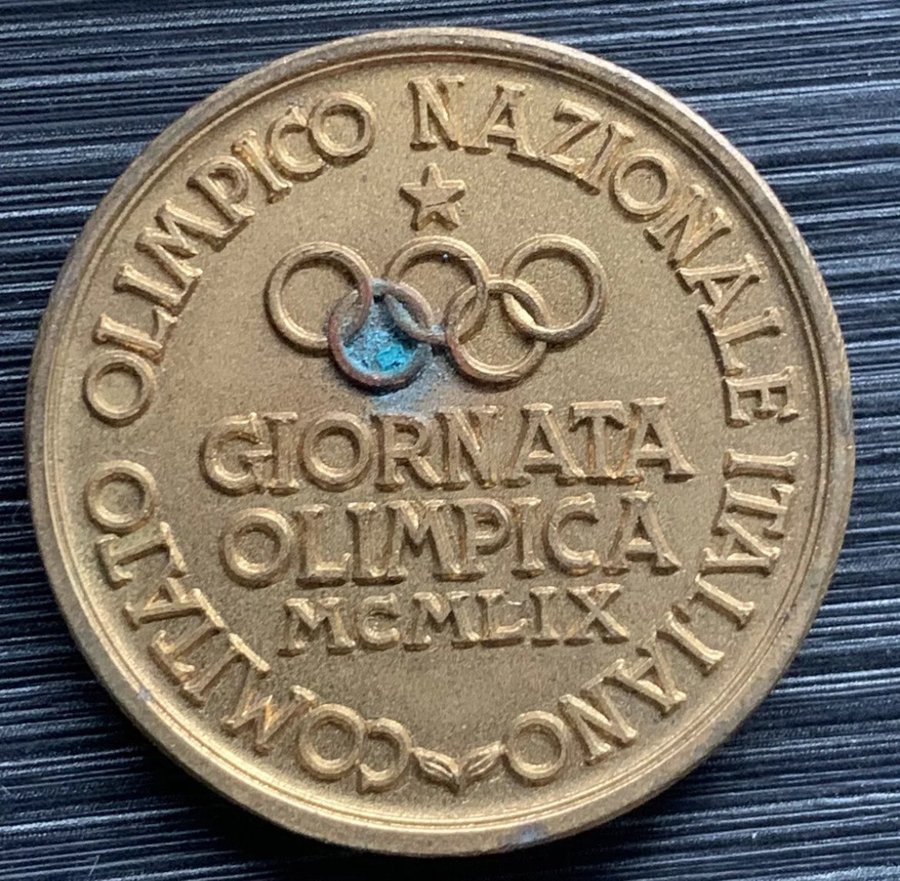 COMITATO OLIMPICO NAZIONALE ITALIANO
GIORNATA
OLIMPICA
MCMLIX